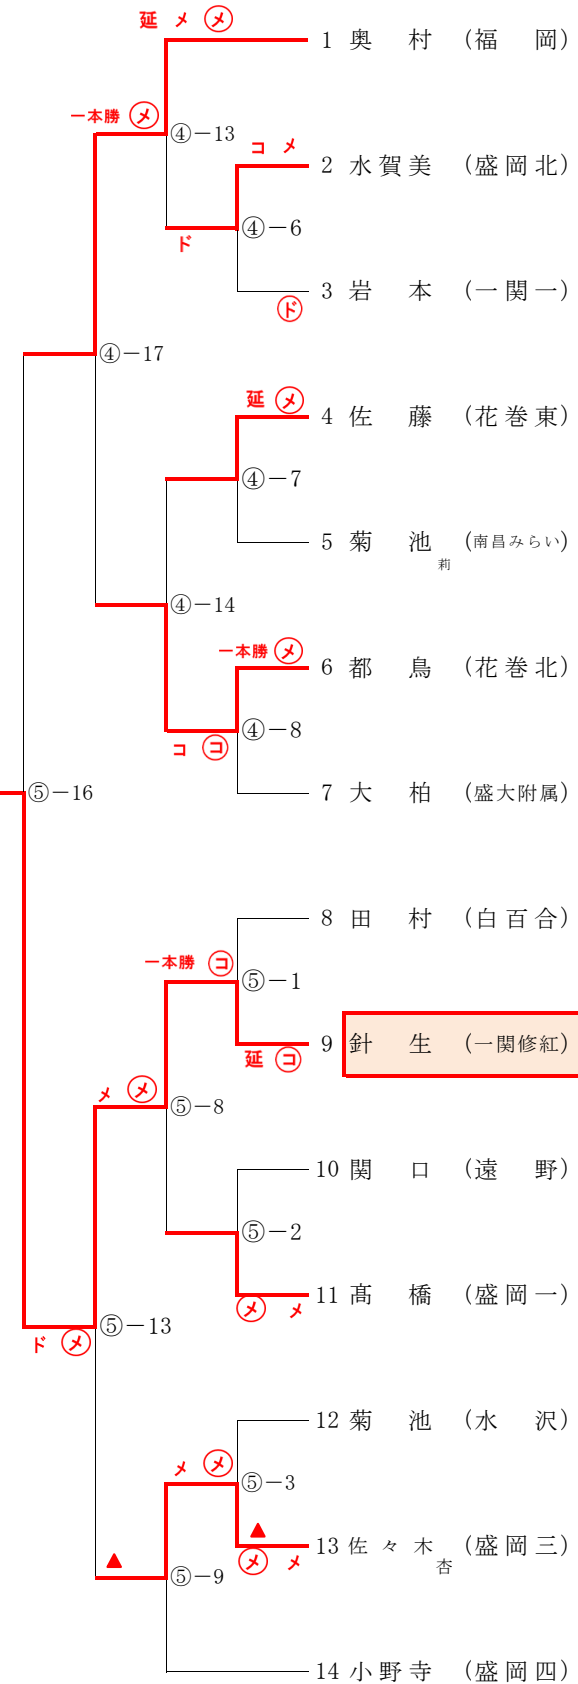 延 メ メ
1 奥 村 (福 岡)
一本勝 メ
④－13
コ メ
2 水賀美 (盛岡北)
④－6
ド
3 岩 本 (一関一)
ド
④－17
延 メ
4 佐 藤 (花巻東)
④－7
5 菊 池 莉 (南昌みらい)
④－14
一本勝 メ
6 都 鳥 (花巻北)
④－8
コ コ
7 大 柏 (盛大附属)
⑤－16
8 田 村 (白百合)
一本勝 コ
⑤－1
9 針 生 (一関修紅)
延 コ
メ メ
⑤－8
10 関 口 (遠 野)
⑤－2
11 髙 橋 (盛岡一)
メ メ
⑤－13
ド メ
12 菊 池 (水 沢)
メ メ
⑤－3
▲
13 佐々木 杏 (盛岡三)
メ メ
▲
⑤－9
14 小野寺 (盛岡四)